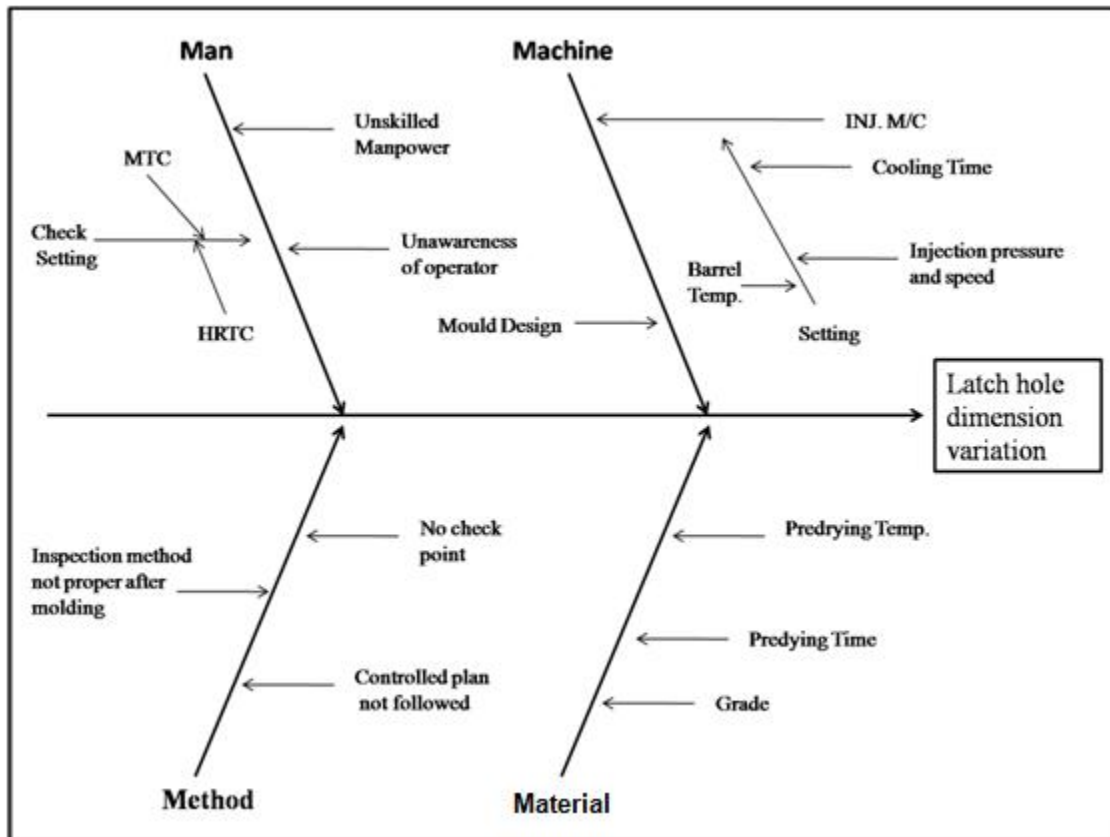 Man
Machine
Unskilled
Manpower
INJ. M/C
MTC
Cooling Time
Check
Setting
Unawareness
of operator
Injection pressure
and speed
Barrel
Temp.
HRTC
Mould Design
Setting
Latch hole
dimension
variation
No check
point
Predrying Temp.
Inspection method
not proper after
molding
Predying Time
Controlled plan
not followed
Grade
Method
Material